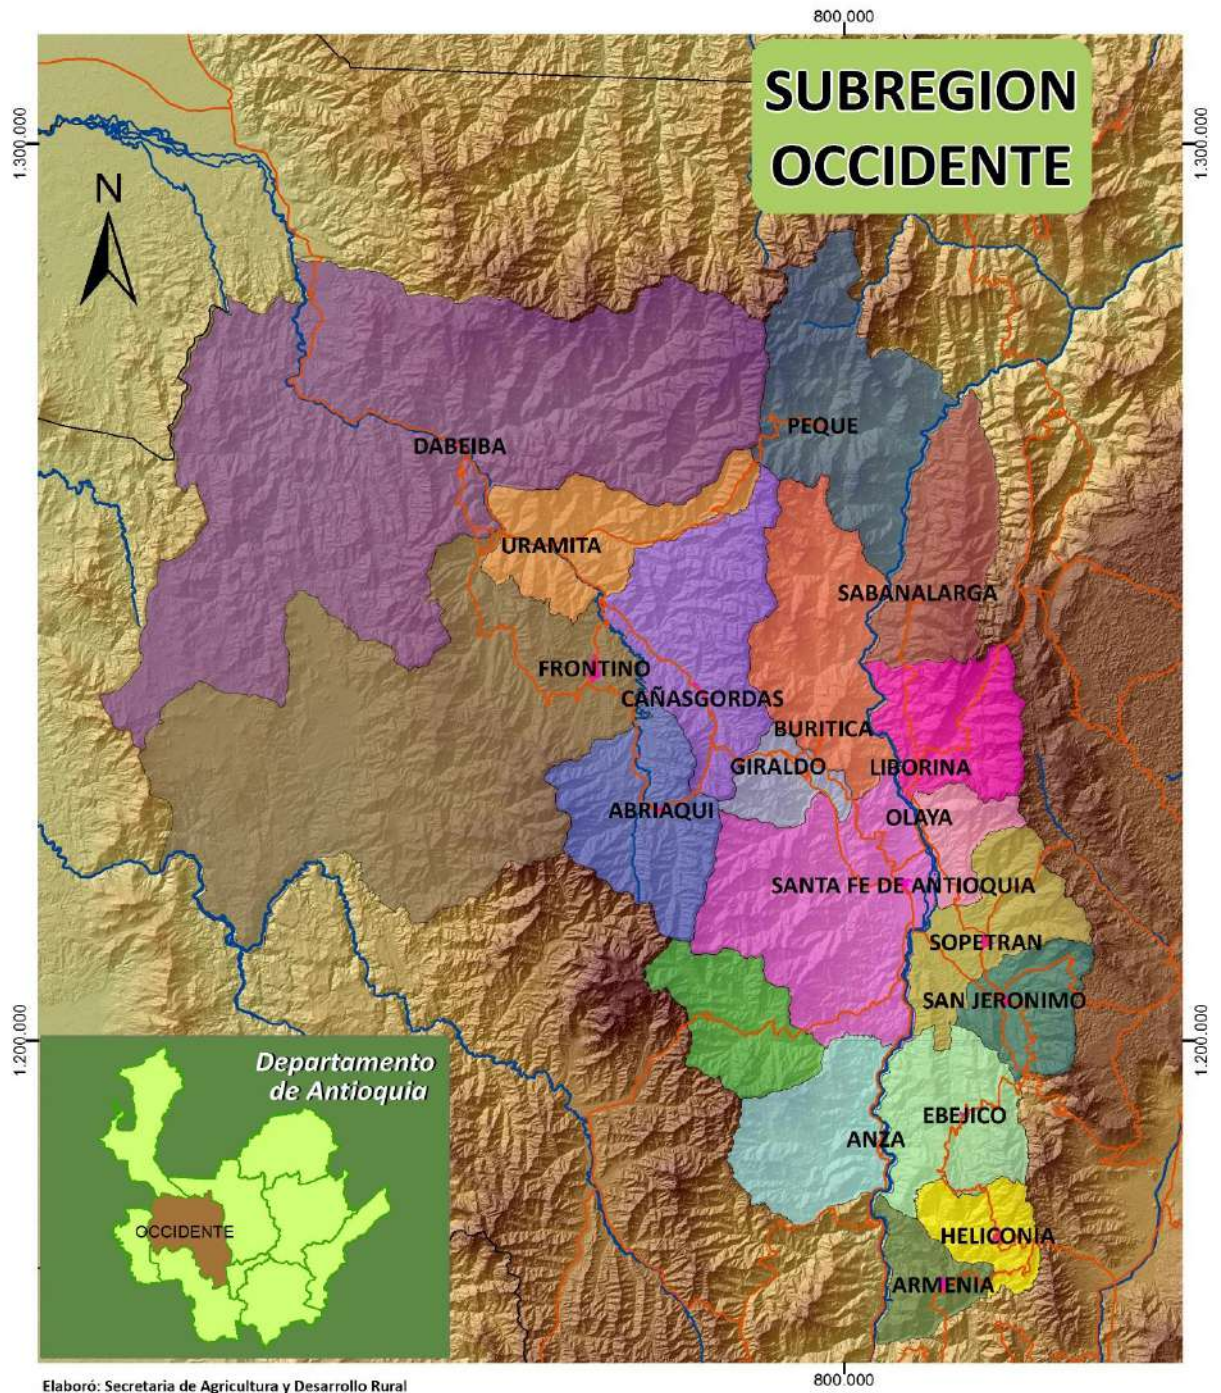 800.000
SUBREGION
OCCIDENTE
1.300.000
1.300.000
N
PEQUE
DABEIBA
URAMITA
SABANALARGA
FRONTINO
CAÑASGORDAS
BURITICA
GIRALDO
LIBORINA
ABRIAQUI
OLAYA
SANTA FE DE ANTIOQUIA
SOPETRAN
SAN JERONIMO
1.200.000
1.200.000
Departamento
de Antioquia
EBEJICO
ANZA
OCCIDENTE
HELICONIA
ARMENIA
800.000
Elaboró: Secretaria de Agricultura y Desarrollo Rural